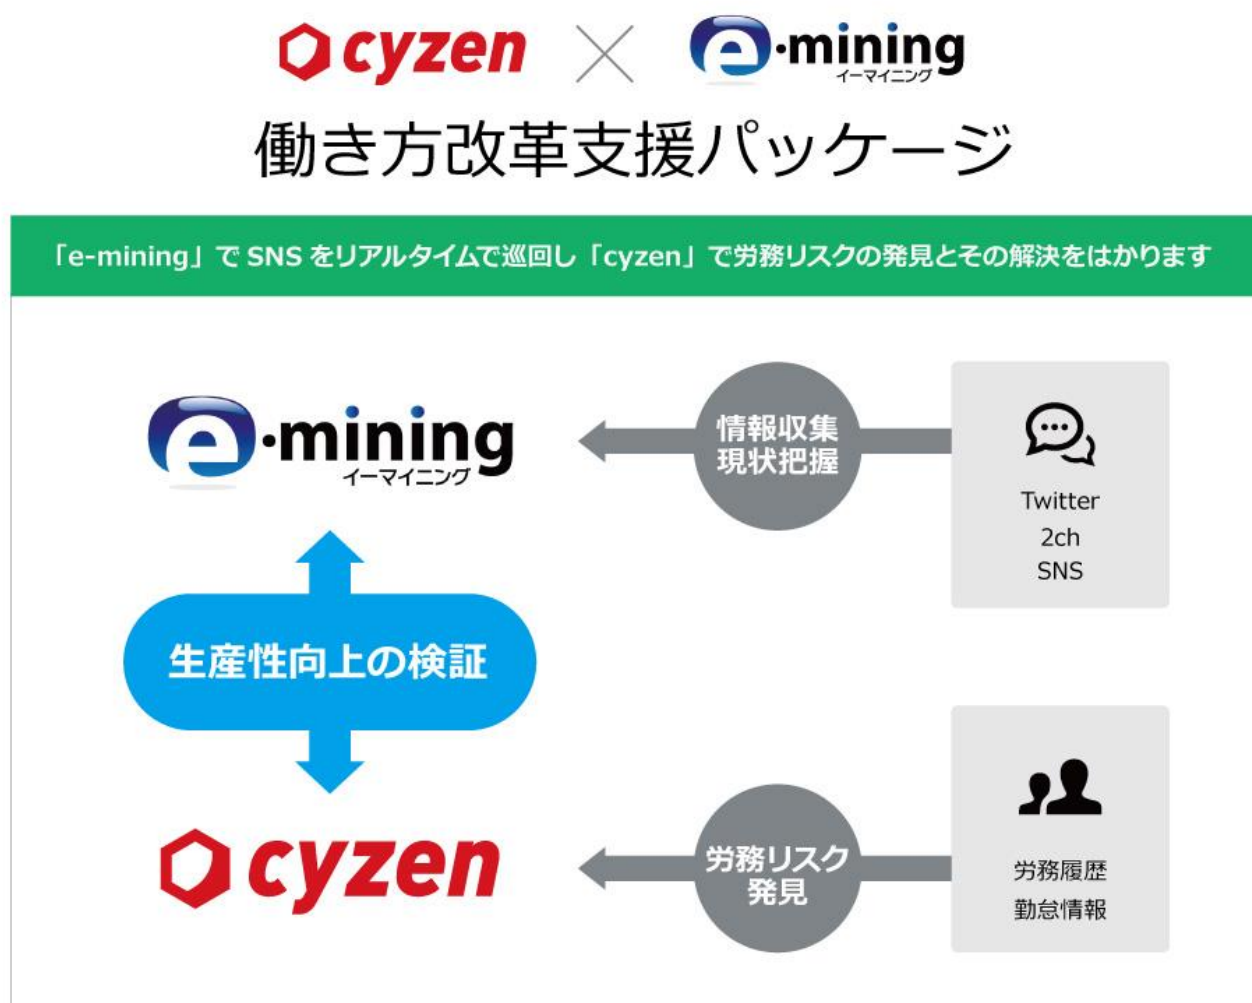 cyzen × e・mining
イーマイニング
働き方改革支援パッケージ
「e-mining」で SNS をリアルタイムで巡回し「cyzen」で労務リスクの発見とその解決をはかります
e・mining
イーマイニング
情報収集
現状把握
Twitter
2ch
SNS
生産性向上の検証
cyzen
労務リスク
発見
労務履歴
勤怠情報